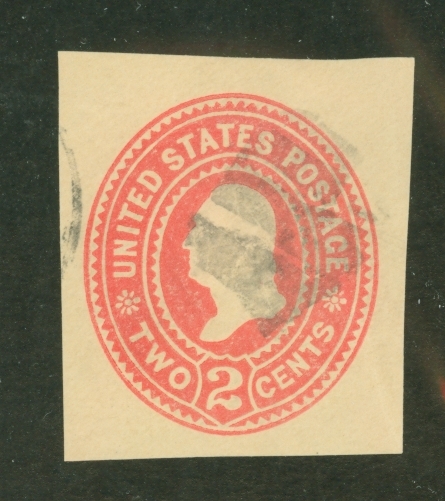 UNITED STATES POSTAGE
TWO 2 CENTS